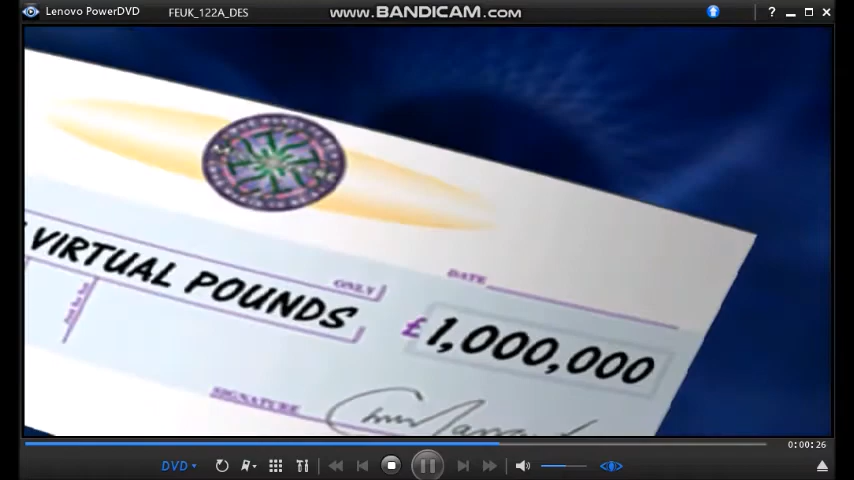 Lenovo PowerDVD
FEUK_122A_DES
www.BANDICAM.com
?
DATE
VIRTUAL POUNDS
ONLY
£1,000,000
SIGNATURE
0:00:26
DVD